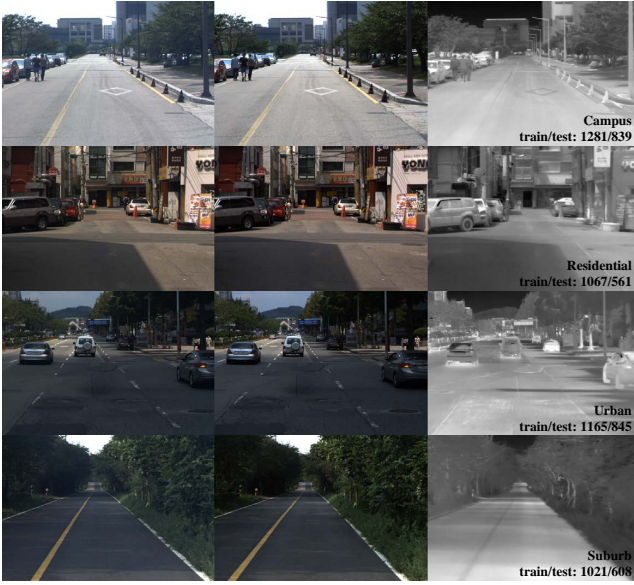 YONG
Campus
train/test: 1281/839
Residential
train/test: 1067/561
Urban
train/test: 1165/845
Suburb
train/test: 1021/608